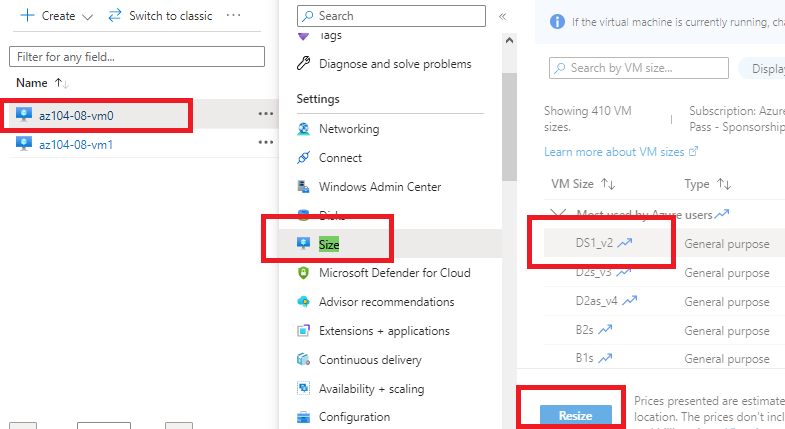 + Create
Switch to classic
...
Filter for any field...
Name
az104-08-vm0
...
az104-08-vm1
...
Search
«
Tags
Diagnose and solve problems
Settings
Networking
Connect
Windows Admin Center
Disks
Size
Microsoft Defender for Cloud
Advisor recommendations
Extensions + applications
Continuous delivery
Availability + scaling
Configuration
If the virtual machine is currently running, cha
Search by VM size...
Display
Showing 410 VM
sizes.
Subscription: Azure
Pass - Sponsorship
Learn more about VM sizes
VM Size
Type
Most used by Azure users
DS1_v2
General purpose
D2s_v3
General purpose
D2as_v4
General purpose
B2s
General purpose
B1s
General purpose
Resize
Prices presented are estimate
location. The prices don't inclu